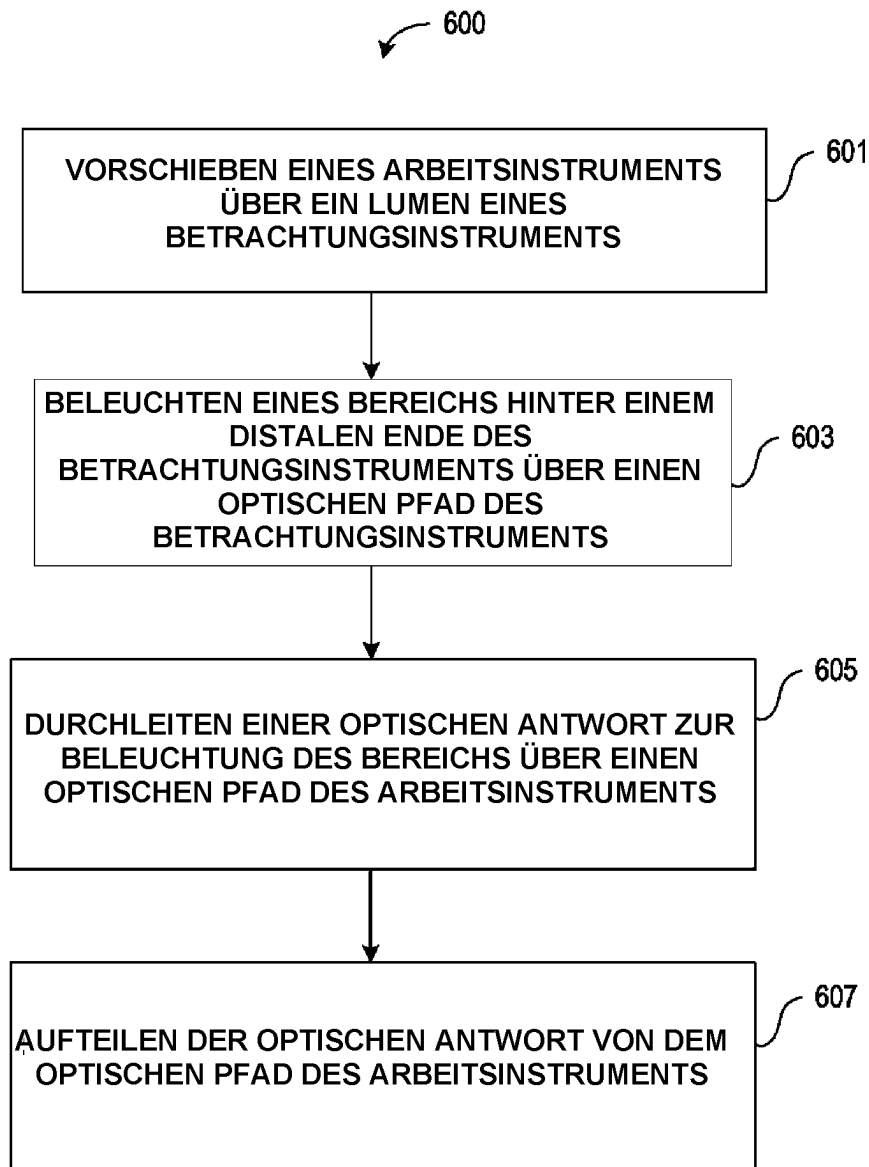 600
VORSCHIEBEN EINES ARBEITSINSTRUMENTS
ÜBER EIN LUMEN EINES
BETRACHTUNGSINSTRUMENTS
601
BELEUCHTEN EINES BEREICHS HINTER EINEM
DISTALEN ENDE DES
BETRACHTUNGSINSTRUMENTS ÜBER EINEN
OPTISCHEN PFAD DES
BETRACHTUNGSINSTRUMENTS
603
DURCHLEITEN EINER OPTISCHEN ANTWORT ZUR
BELEUCHTUNG DES BEREICHS ÜBER EINEN
OPTISCHEN PFAD DES ARBEITSINSTRUMENTS
605
AUFTEILEN DER OPTISCHEN ANTWORT VON DEM
OPTISCHEN PFAD DES ARBEITSINSTRUMENTS
607